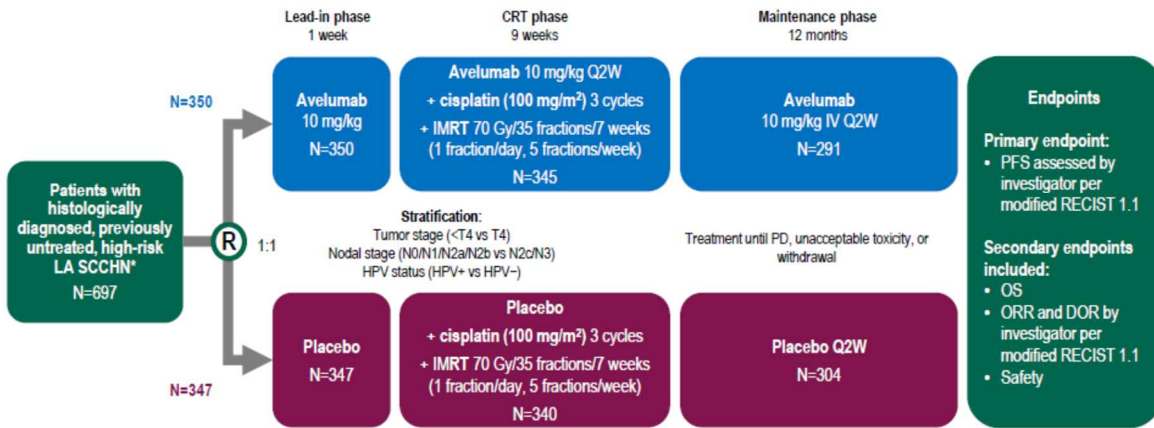 Lead-in phase
1 week
CRT phase
9 weeks
Maintenance phase
12 months
N=350
Avelumab
10 mg/kg
N=350
Avelumab 10 mg/kg Q2W
+ cisplatin (100 mg/m²) 3 cycles
+ IMRT 70 Gy/35 fractions/7 weeks
(1 fraction/day, 5 fractions/week)
N=345
Avelumab
10 mg/kg IV Q2W
N=291
Patients with
histologically
diagnosed, previously
untreated, high-risk
LA SCCHN*
N=697
R
1:1
Stratification:
Tumor stage (<T4 vs T4)
Nodal stage (N0/N1/N2a/N2b vs N2c/N3)
HPV status (HPV+ vs HPV−)
Treatment until PD, unacceptable toxicity, or
withdrawal
N=347
Placebo
N=347
Placebo
+ cisplatin (100 mg/m²) 3 cycles
+ IMRT 70 Gy/35 fractions/7 weeks
(1 fraction/day, 5 fractions/week)
N=340
Placebo Q2W
N=304
Endpoints
Primary endpoint:
• PFS assessed by
investigator per
modified RECIST 1.1
Secondary endpoints
included:
• OS
• ORR and DOR by
investigator per
modified RECIST 1.1
• Safety